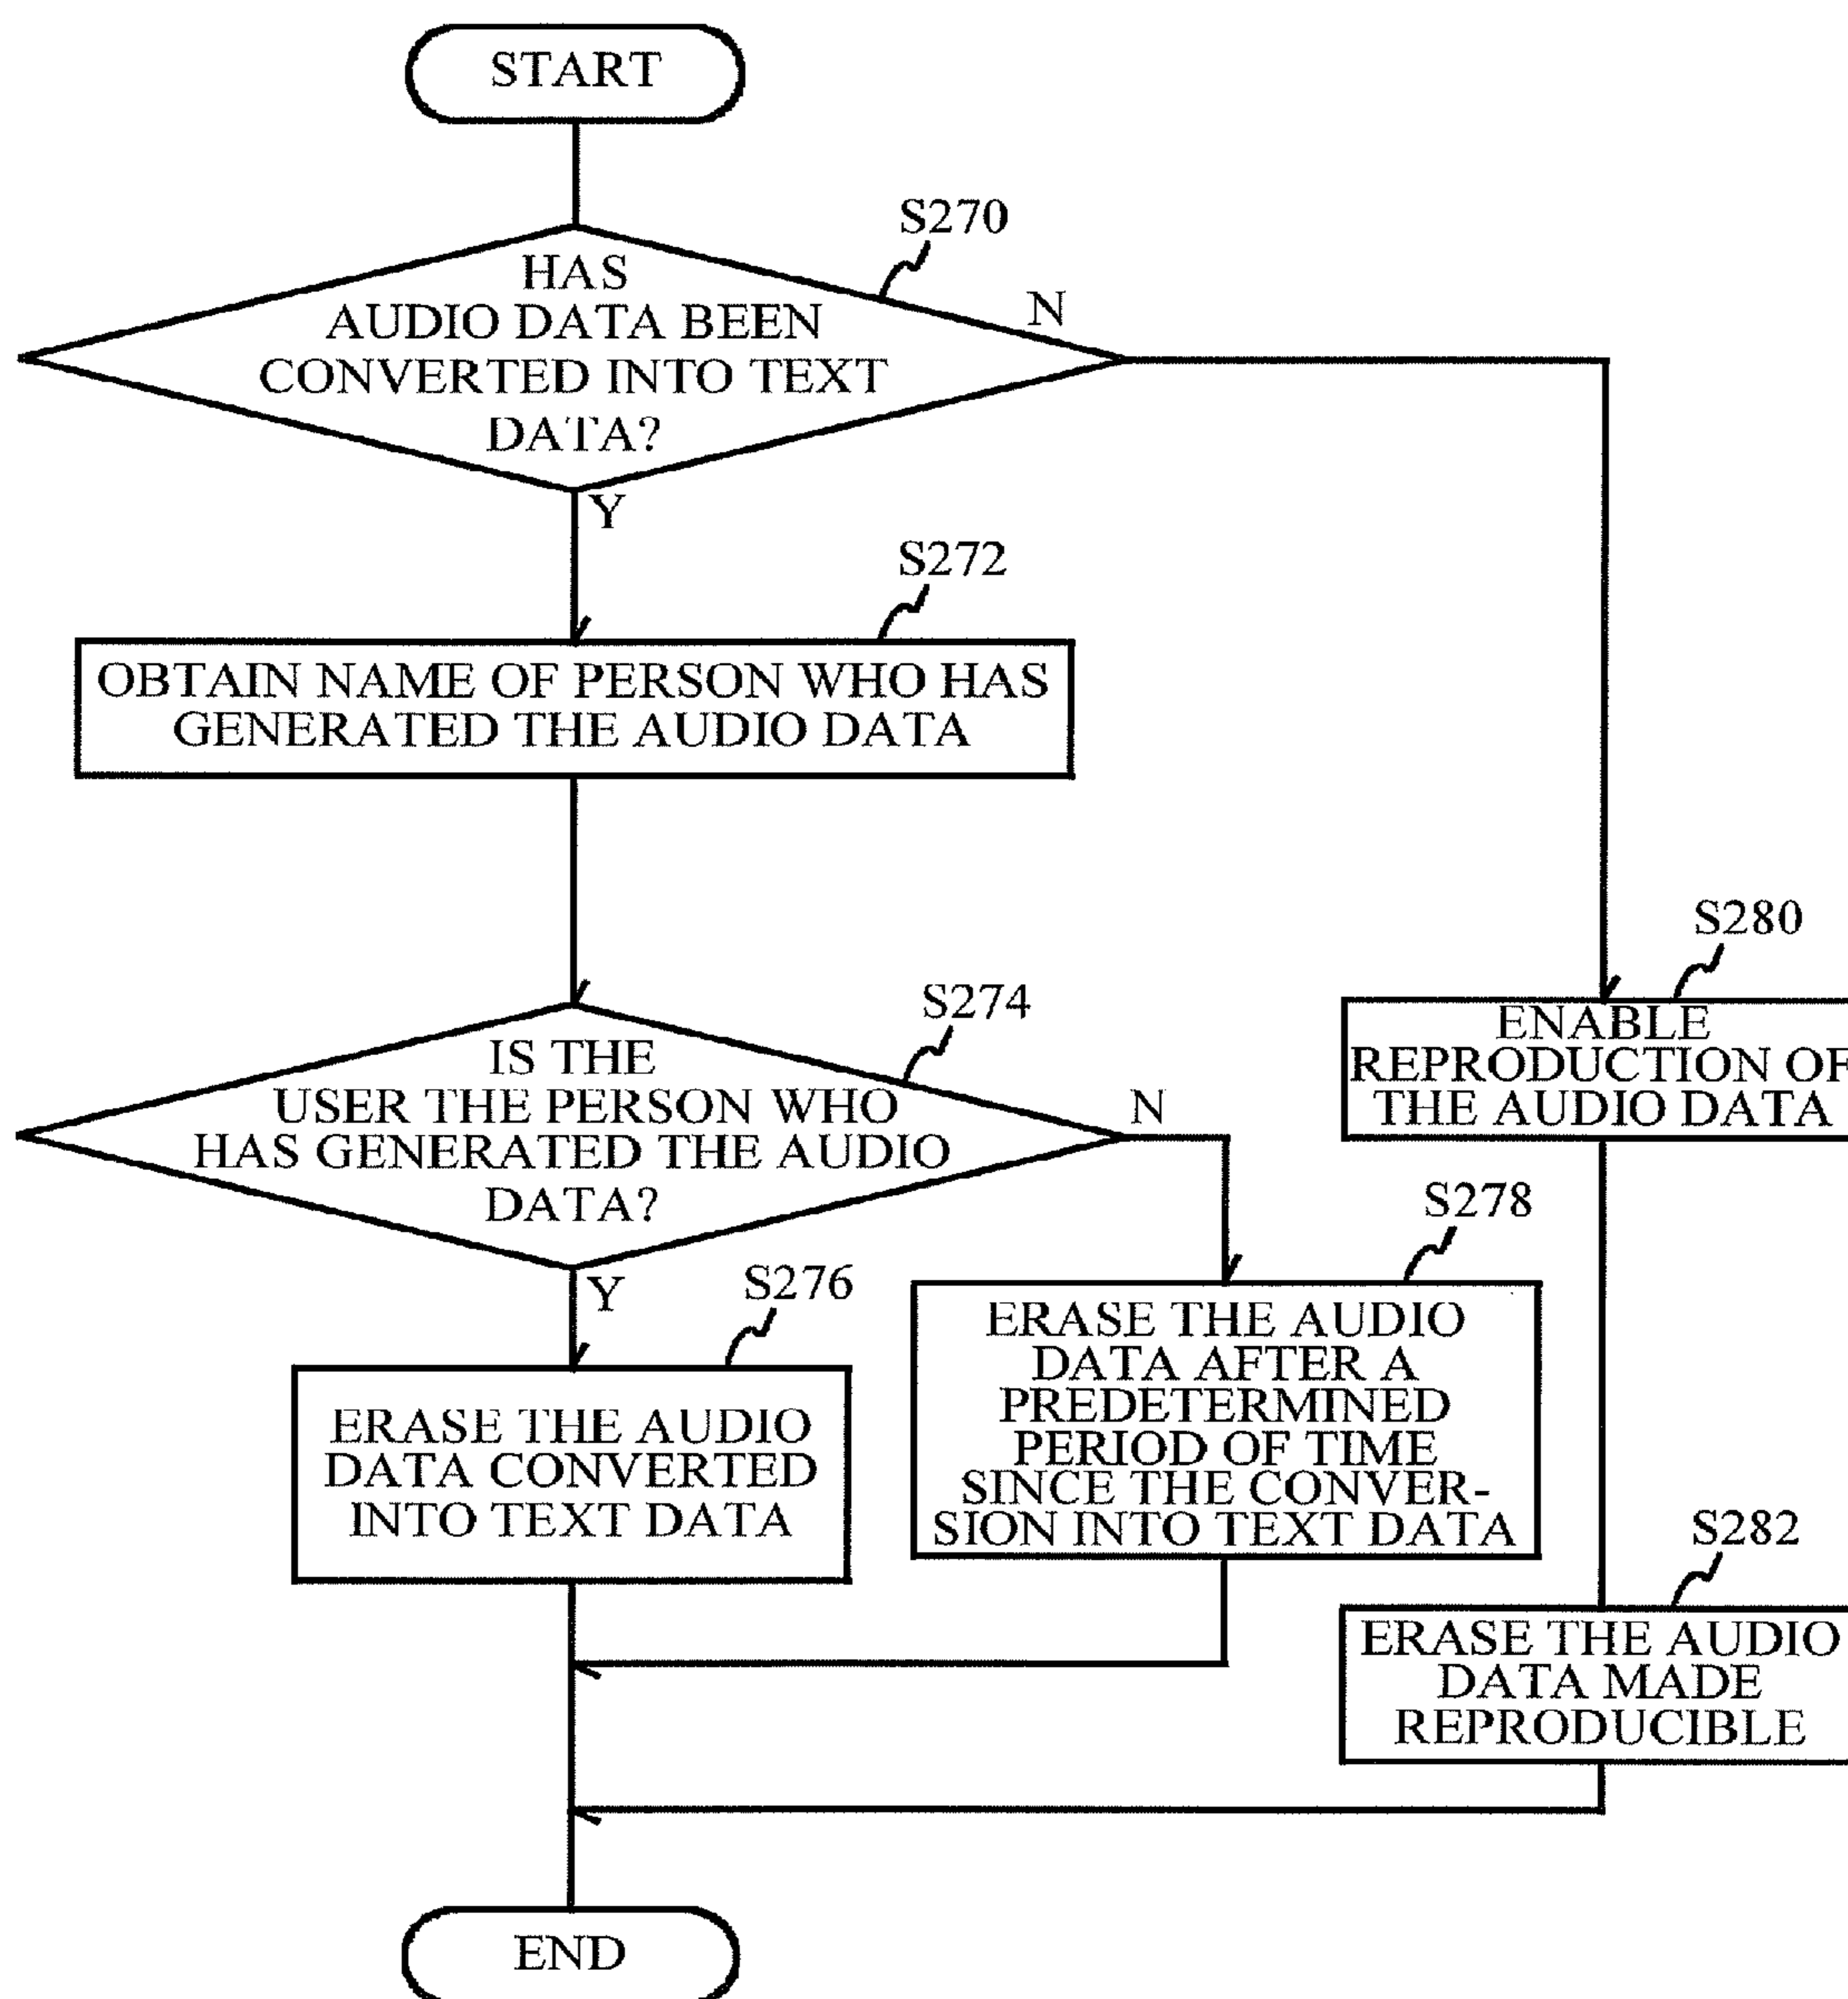 START
S270
HAS
AUDIO DATA BEEN
CONVERTED INTO TEXT
DATA?
N
Y
S272
OBTAIN NAME OF PERSON WHO HAS
GENERATED THE AUDIO DATA
S274
IS THE
USER THE PERSON WHO
HAS GENERATED THE AUDIO
DATA?
N
Y
S276
ERASE THE AUDIO
DATA CONVERTED
INTO TEXT DATA
S278
ERASE THE AUDIO
DATA AFTER A
PREDETERMINED
PERIOD OF TIME
SINCE THE CONVER-
SION INTO TEXT DATA
S280
ENABLE
REPRODUCTION OF
THE AUDIO DATA
S282
ERASE THE AUDIO
DATA MADE
REPRODUCIBLE
END